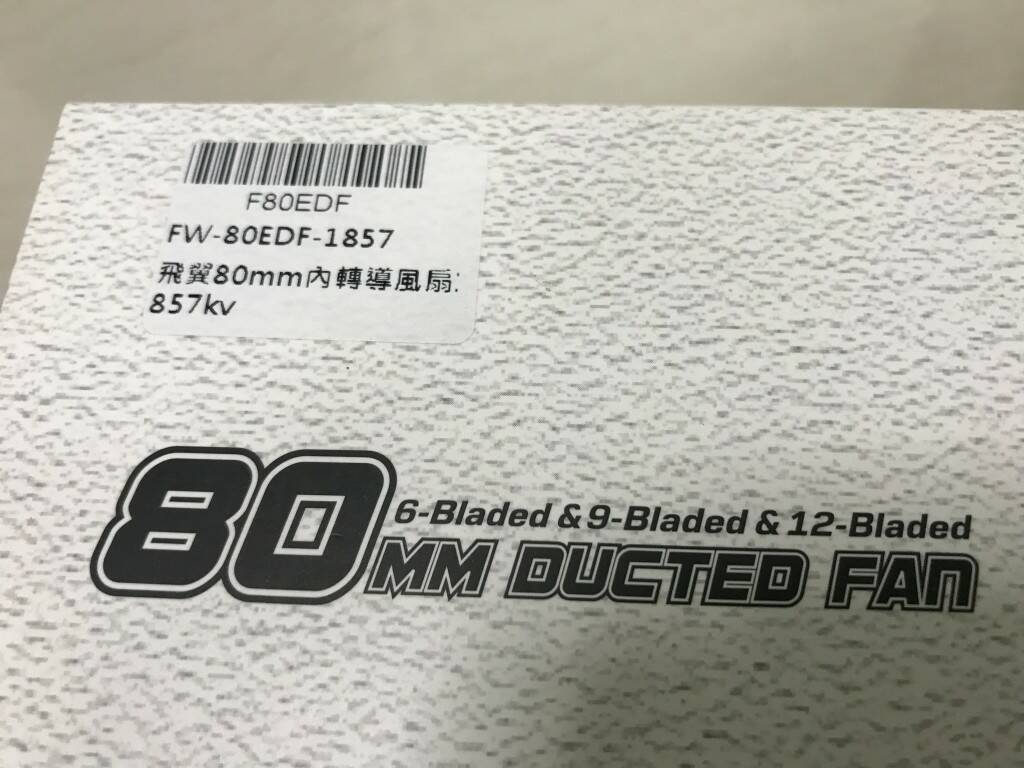 F80EDF
FW-80EDF-1857
飛翼80mm內轉導風扇:
857kv
80
6-Bladed & 9-Bladed & 12-Bladed
MM DUCTED FAN